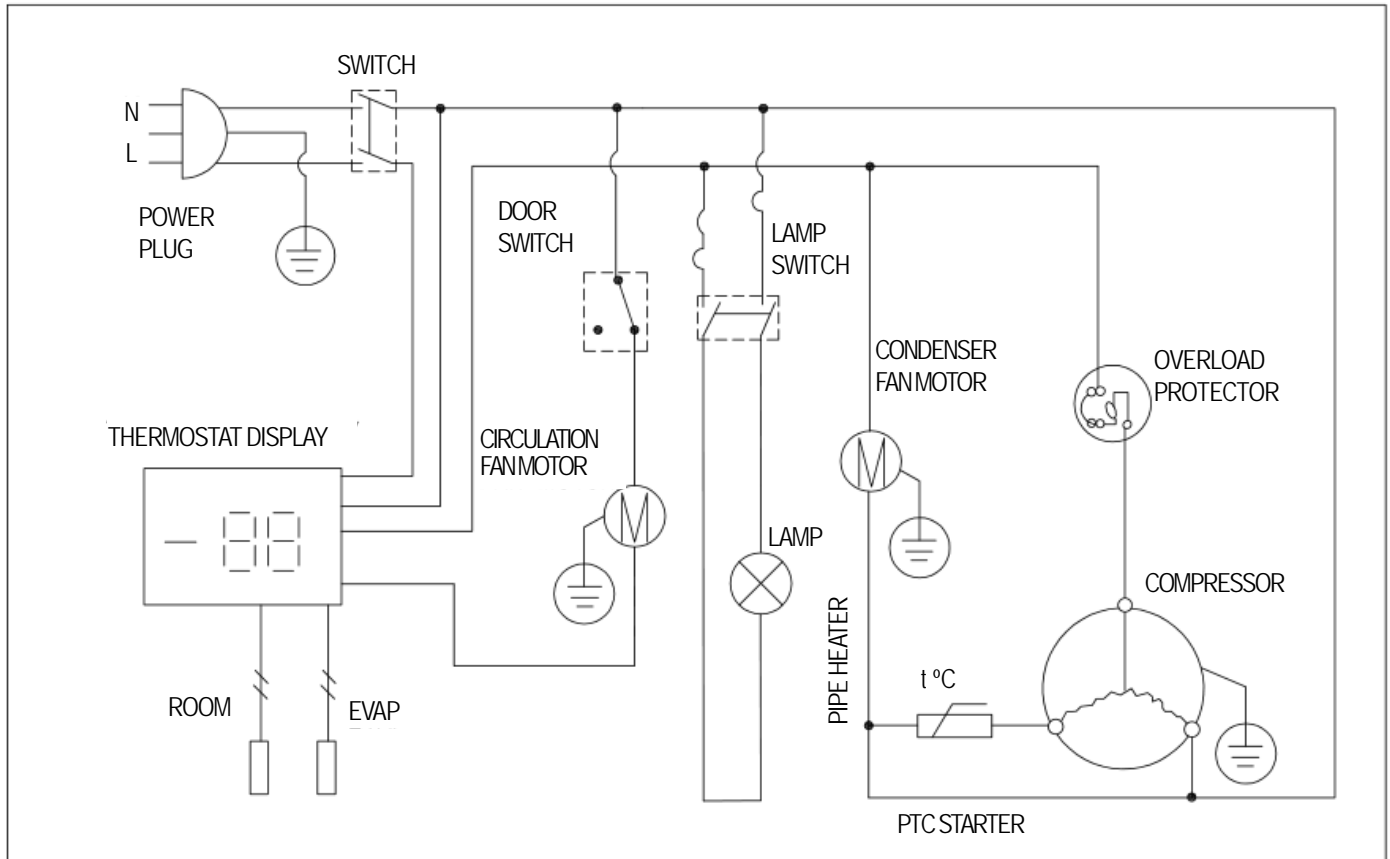 SWITCH
N
L
POWER
PLUG
DOOR
SWITCH
LAMP
SWITCH
CONDENSER
FAN MOTOR
OVERLOAD
PROTECTOR
THERMOSTAT DISPLAY
CIRCULATION
FAN MOTOR
M
M
LAMP
COMPRESSOR
PIPE HEATER
t ºC
ROOM
EVAP
PTC STARTER